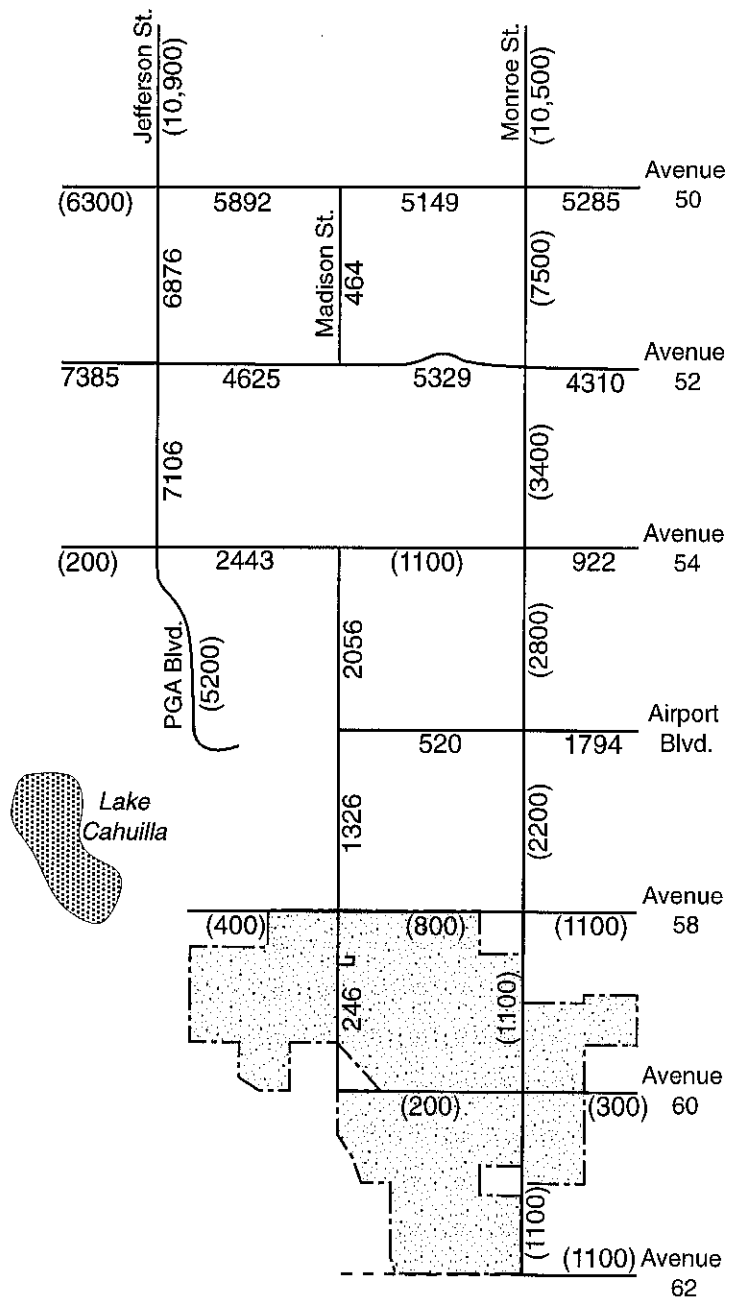 Jefferson St.
(10,900)
Monroe St.
(10,500)
Avenue
50
(6300)
5892
5149
5285
6876
Madison St.
464
(7500)
Avenue
52
7385
4625
5329
4310
7106
(3400)
Avenue
54
(200)
2443
(1100)
922
PGA Blvd.
(5200)
2056
(2800)
Airport
Blvd.
520
1794
Lake
Cahuilla
1326
(2200)
Avenue
58
(400)
(800)
(1100)
246
(1100)
Avenue
60
(200)
(300)
(1100)
(1100)
Avenue
62